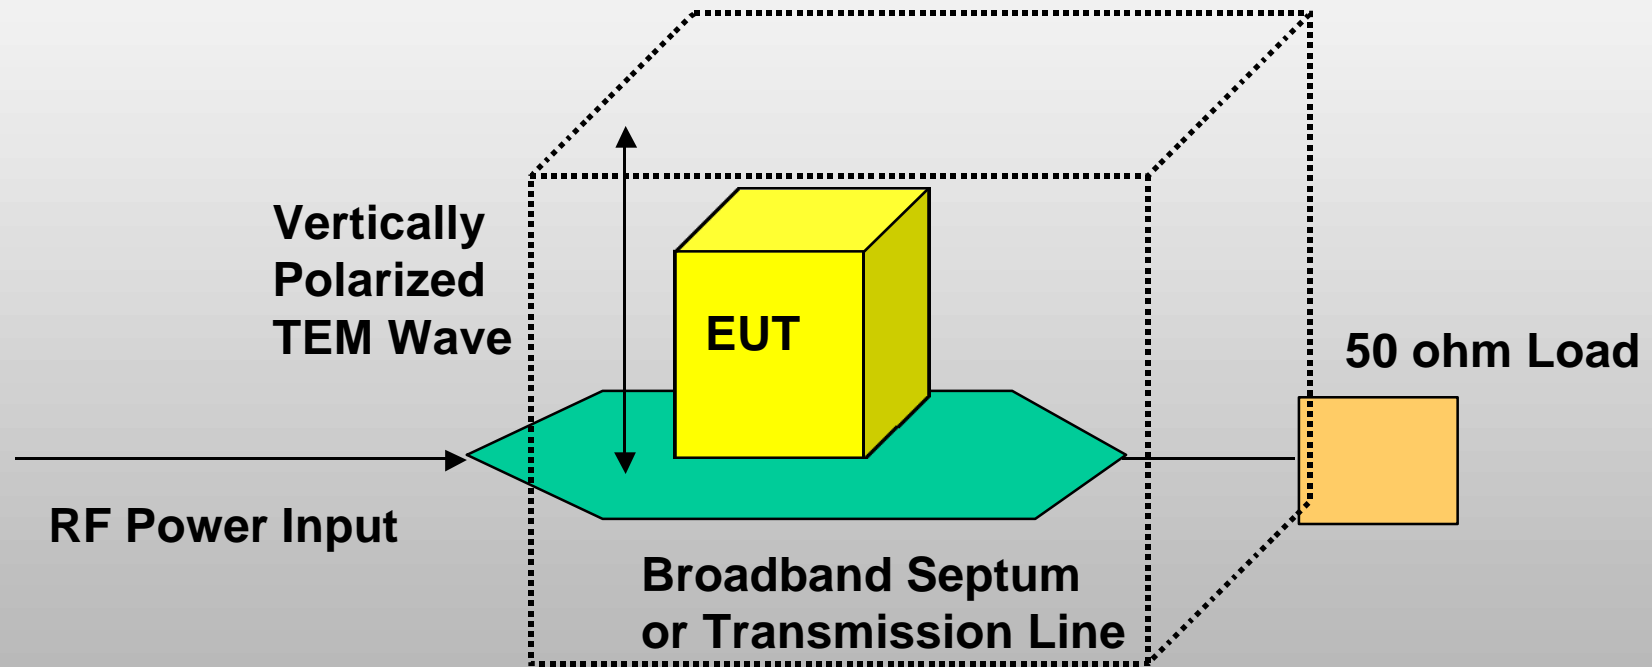 Vertically
Polarized
TEM Wave
EUT
50 ohm Load
RF Power Input
Broadband Septum
or Transmission Line